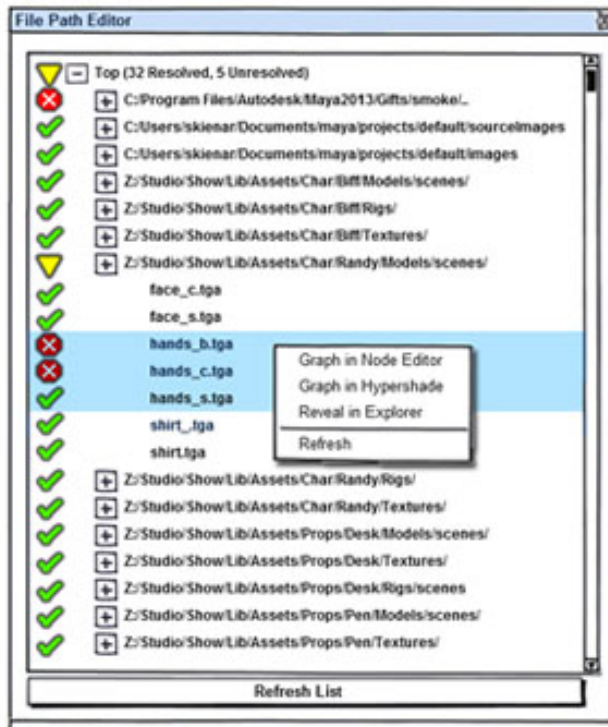 File Path Editor
Top (32 Resolved, 5 Unresolved)
C:/Program Files/Autodesk/Maya2013/Gifts/smoke/..
C:/Users/skienar/Documents/maya/projects/default/sourceImages
C:/Users/skienar/Documents/maya/projects/default/images
Z:/Studio/Show/Lib/Assets/Char/Biff/Models/scenes/
Z:/Studio/Show/Lib/Assets/Char/Biff/Rigs/
Z:/Studio/Show/Lib/Assets/Char/Biff/Textures/
Z:/Studio/Show/Lib/Assets/Char/Randy/Models/scenes/
face_c.tga
face_s.tga
hands_b.tga
hands_c.tga
hands_s.tga
shirt_.tga
shirt.tga
Graph in Node Editor
Graph in Hypershade
Reveal in Explorer
Refresh
Z:/Studio/Show/Lib/Assets/Char/Randy/Rigs/
Z:/Studio/Show/Lib/Assets/Char/Randy/Textures/
Z:/Studio/Show/Lib/Assets/Props/Desk/Models/scenes/
Z:/Studio/Show/Lib/Assets/Props/Desk/Textures/
Z:/Studio/Show/Lib/Assets/Props/Desk/Rigs/scenes
Z:/Studio/Show/Lib/Assets/Props/Pen/Models/scenes/
Z:/Studio/Show/Lib/Assets/Props/Pen/Textures/
Refresh List